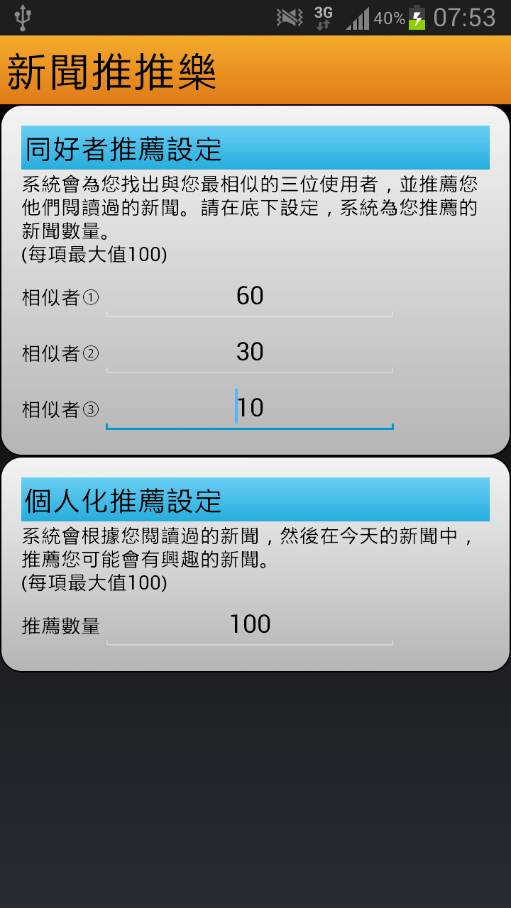 3G 40% 07:53
新聞推推樂
同好者推薦設定
系統會為您找出與您最相似的三位使用者，並推薦您
他們閱讀過的新聞。請在底下設定，系統為您推薦的
新聞數量。
(每項最大值100)
相似者① 60
相似者② 30
相似者③ 10
個人化推薦設定
系統會根據您閱讀過的新聞，然後在今天的新聞中，
推薦您可能會有興趣的新聞。
(每項最大值100)
推薦數量 100